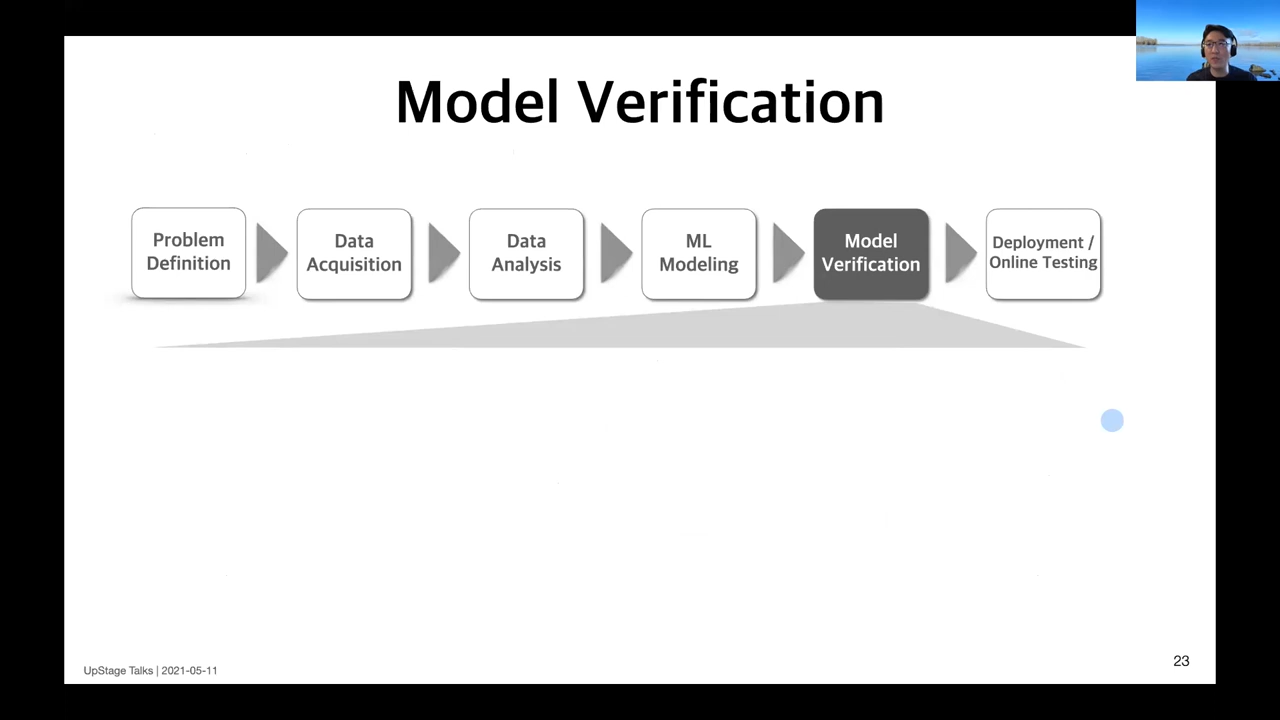 Model Verification
Problem
Definition
Data
Acquisition
Data
Analysis
ML
Modeling
Model
Verification
Deployment /
Online Testing
UpStage Talks | 2021-05-11
23